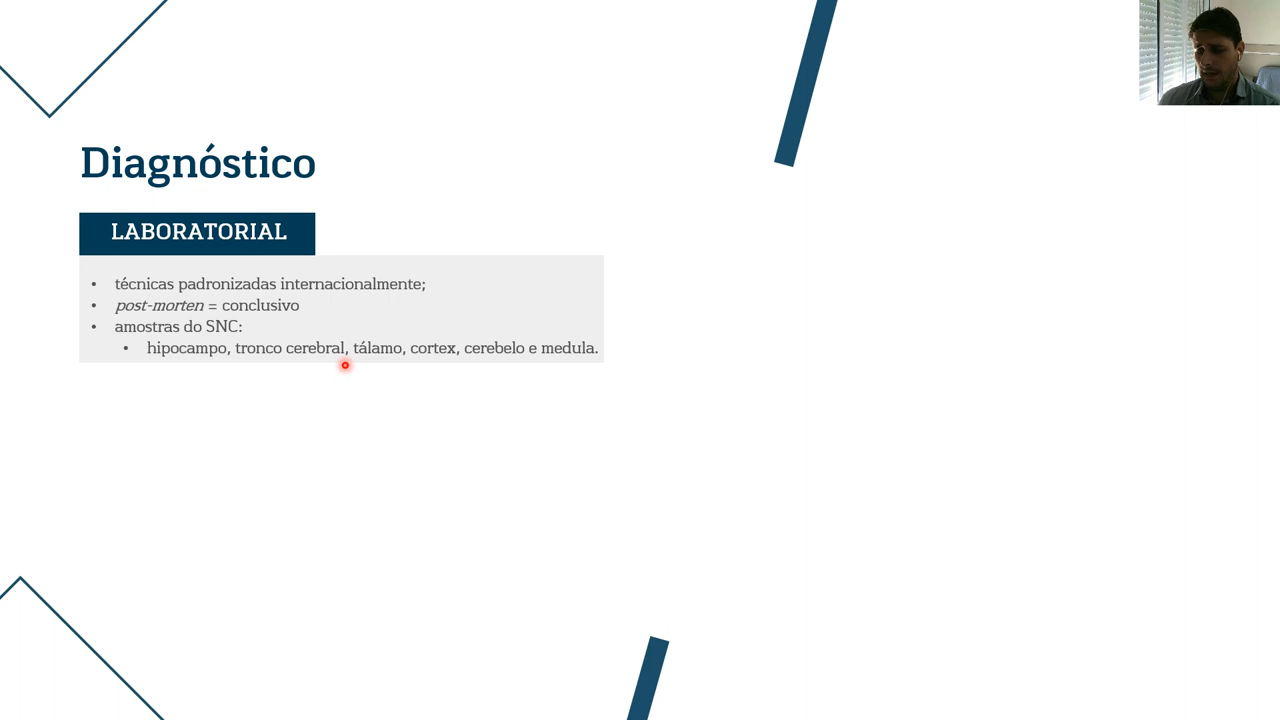 Diagnóstico
LABORATORIAL
• técnicas padronizadas internacionalmente;
• post-morten = conclusivo
• amostras do SNC:
• hipocampo, tronco cerebral, tálamo, cortex, cerebelo e medula.